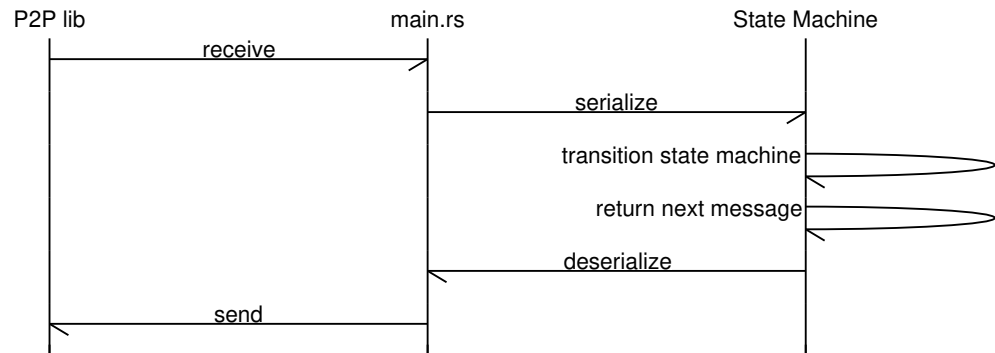 P2P lib
main.rs
State Machine
receive
serialize
transition state machine
return next message
deserialize
send